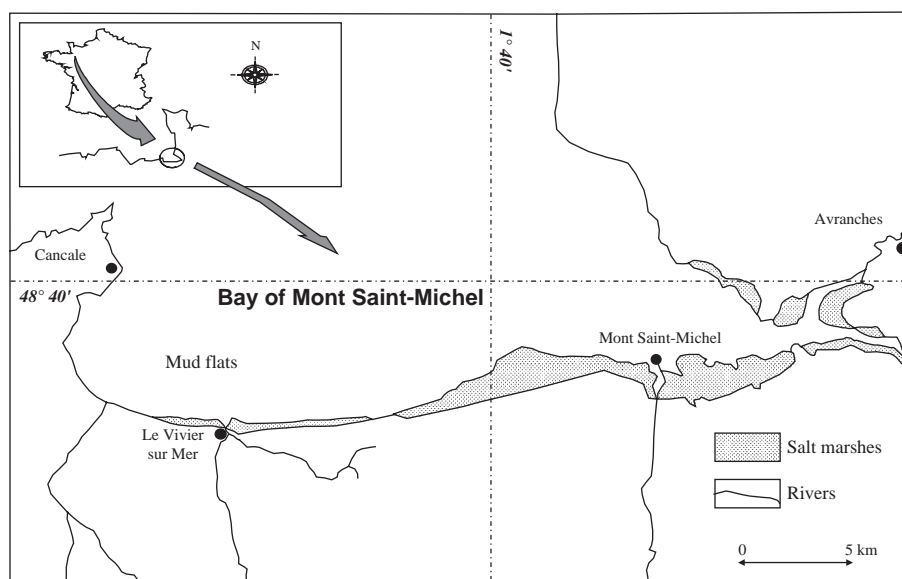 N
1° 40'
Avranches
Cancale
48° 40'
Bay of Mont Saint-Michel
Mont Saint-Michel
Mud flats
Le Vivier
sur Mer
Salt marshes
Rivers
0 5 km